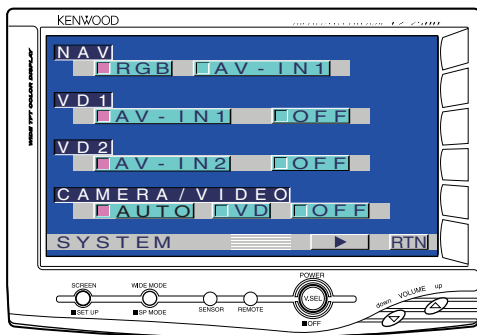 KENWOOD
WIDE TFT COLOR DISPLAY
NAV
RGB AV-IN1
VD1
AV-IN1 OFF
VD2
AV-IN2 OFF
CAMERA/VIDEO
AUTO VD OFF
SYSTEM ► RTN
SCREEN
■SET UP
WIDE MODE
■SP MODE
SENSOR
REMOTE
POWER
V.SEL
■OFF
down VOLUME up